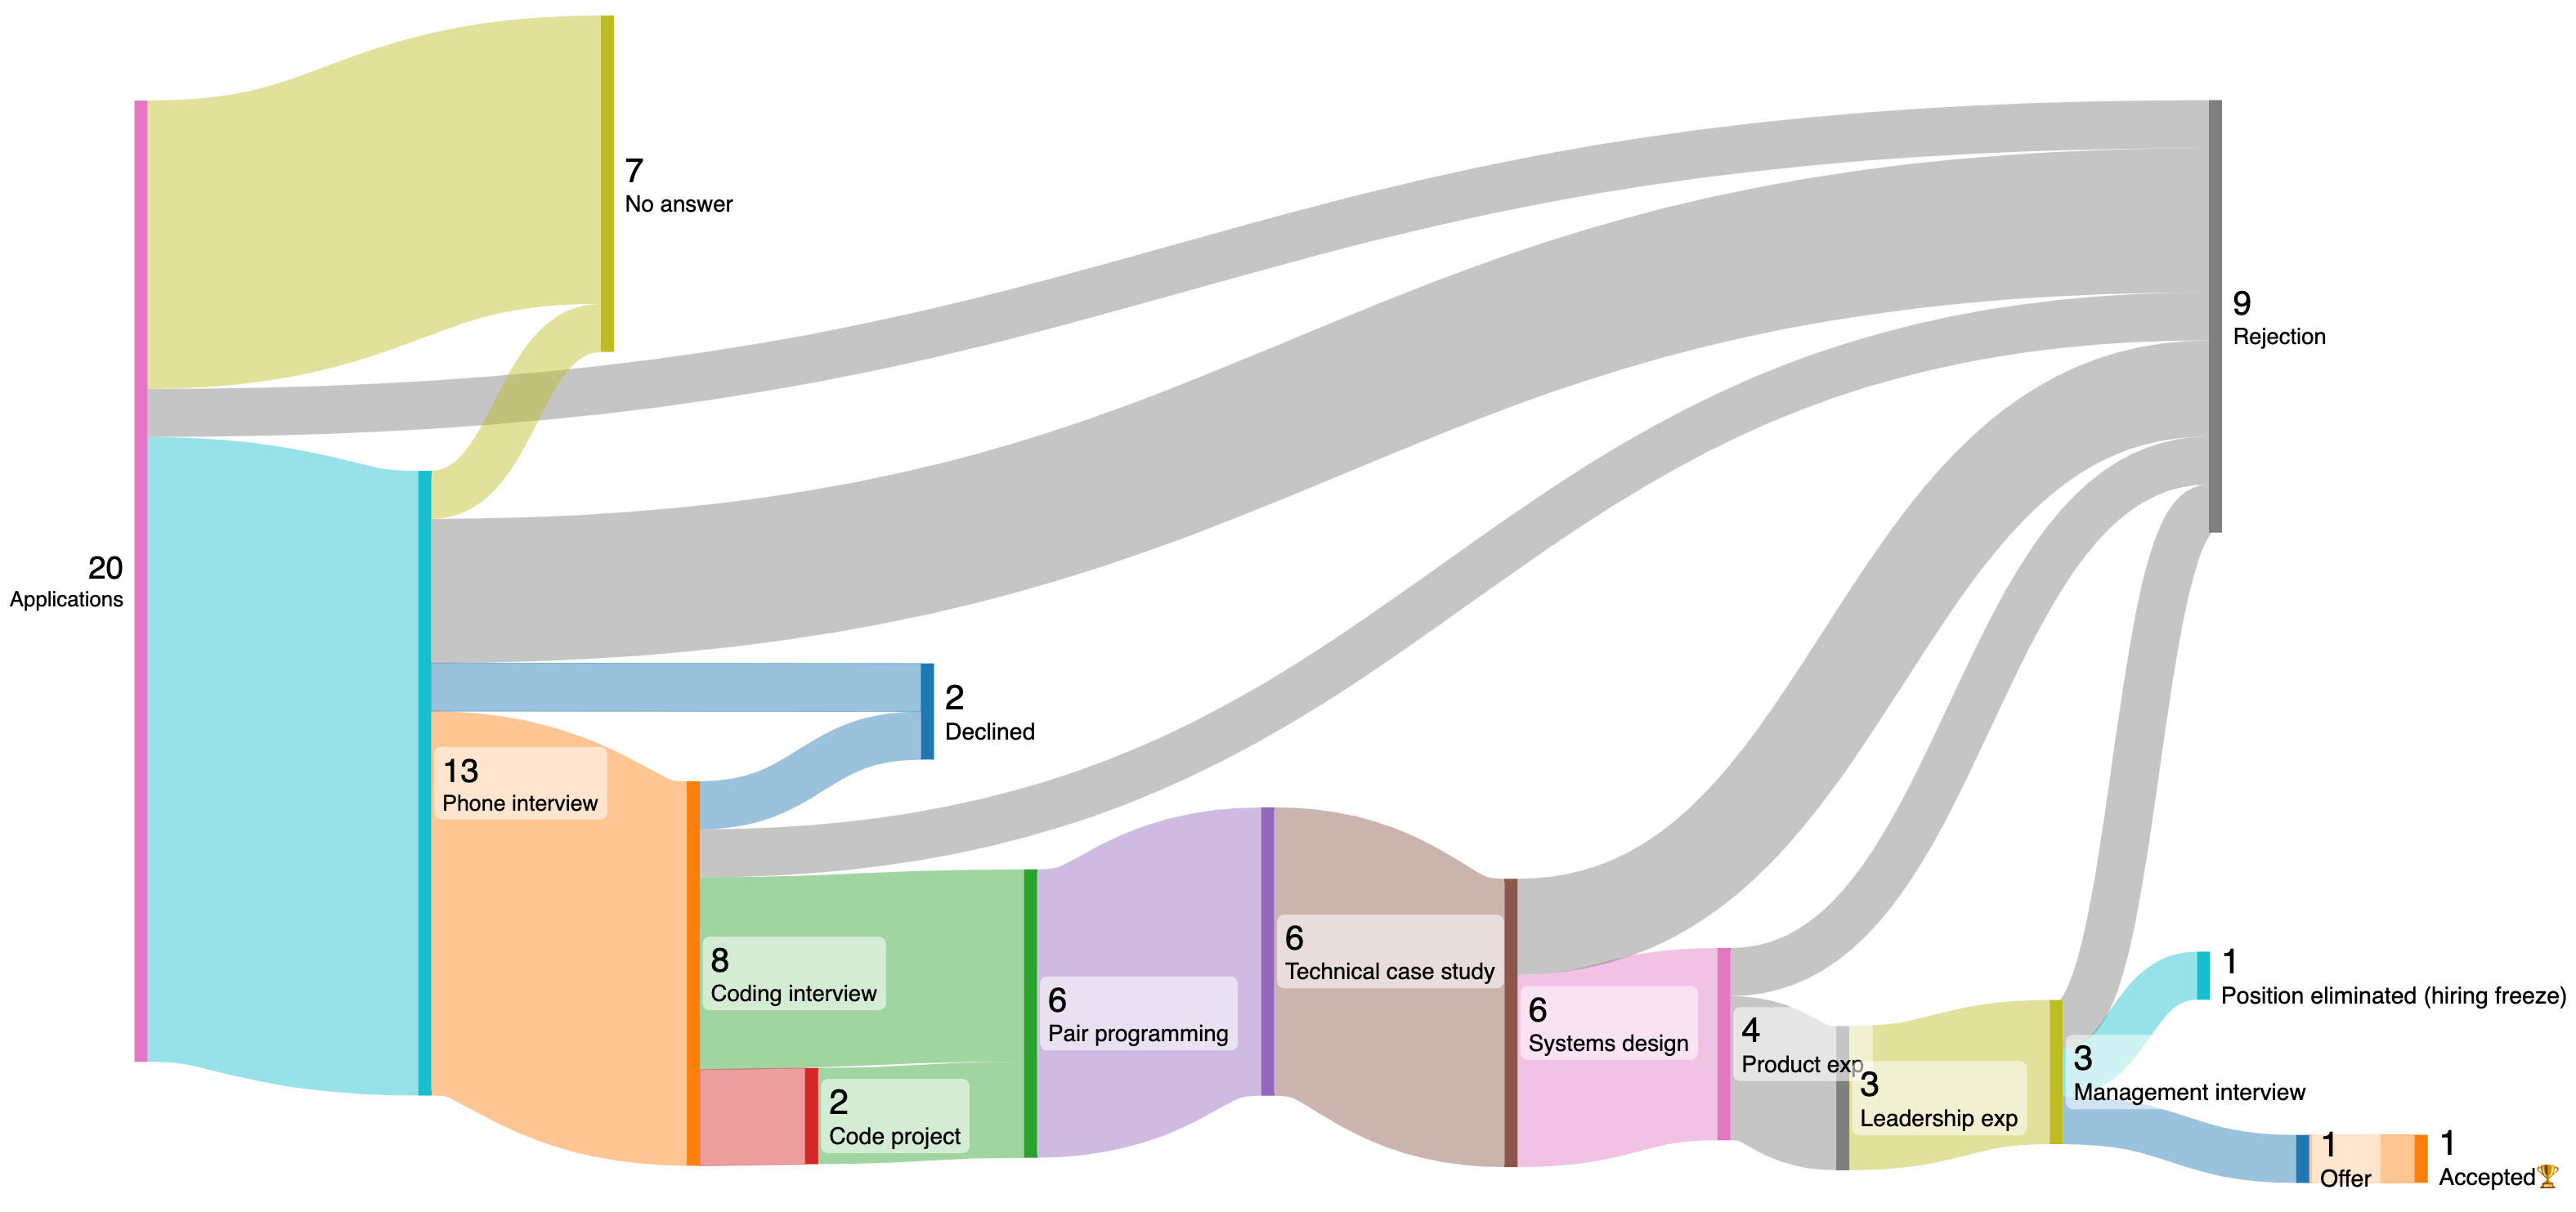 7
No answer
9
Rejection
20
Applications
2
Declined
13
Phone interview
8
Coding interview
6
Technical case study
1
Position eliminated (hiring freeze)
6
Pair programming
6
Systems design
4
Product exp
3
Leadership exp
3
Management interview
2
Code project
1
Offer
1
Accepted🏆